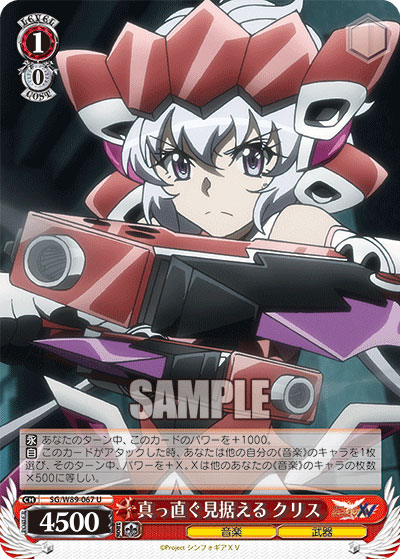 LEVEL
1
0
COST
SAMPLE
永 あなたのターン中、このカードのパワーを＋1000。
自 このカードがアタックした時、あなたは他の自分の《音楽》のキャラを1枚
選び、そのターン中、パワーを＋X。Xは他のあなたの《音楽》のキャラの枚数
×500に等しい。
CH SG/W89-067 U
4500 真っ直ぐ見据える クリス
音楽 武器
©Project シンフォギアＸＶ